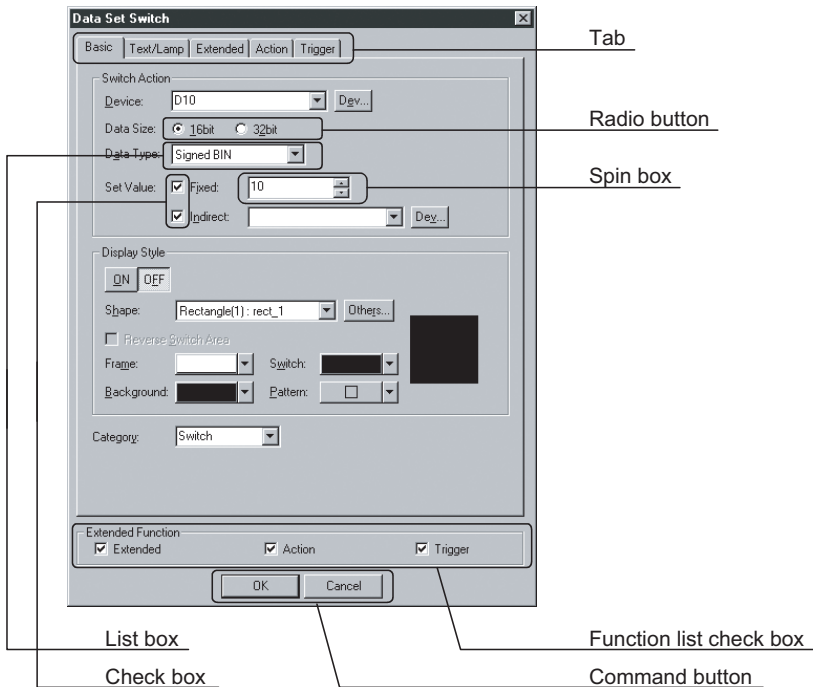 Data Set Switch
Tab
Basic Text/Lamp Extended Action Trigger
Switch Action
Device: D10 Dev...
Radio button
Data Size: 16bit 32bit
Data Type: Signed BIN
Spin box
Set Value: Fixed: 10
Indirect: Dev...
Display Style
ON OFF
Shape: Rectangle(1) : rect_1 Others...
Reverse Switch Area
Frame: Switch:
Background: Pattern:
Category: Switch
Extended Function
Extended Action Trigger
OK Cancel
List box
Function list check box
Check box
Command button